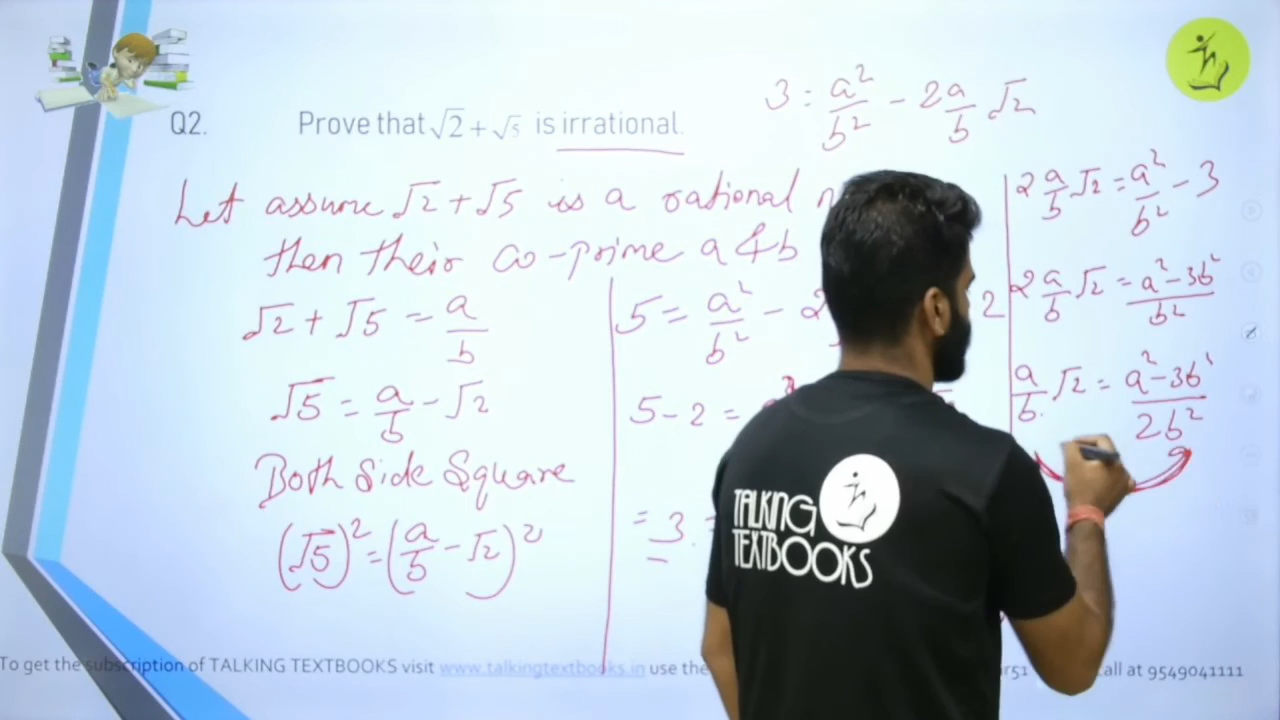 Q2. Prove that √2 + √5 is irrational.
3 = a²/b² - 2 a/b √2
Let assume √2 + √5 is a rational
then their co-prime a & b
√2 + √5 = a/b
√5 = a/b - √2
Both Side Square
(√5)² = (a/b - √2)²
5 = a²/b² - 2
2
5 - 2 =
= 3
2 a/b √2 = a²/b² - 3
2 a/b √2 = a² - 3b²/b²
a/b √2 = a² - 3b²/2b²
TALKING
TEXTBOOKS
To get the subscription of TALKING TEXTBOOKS visit www.talkingtextbooks.in use the all at 9549041111